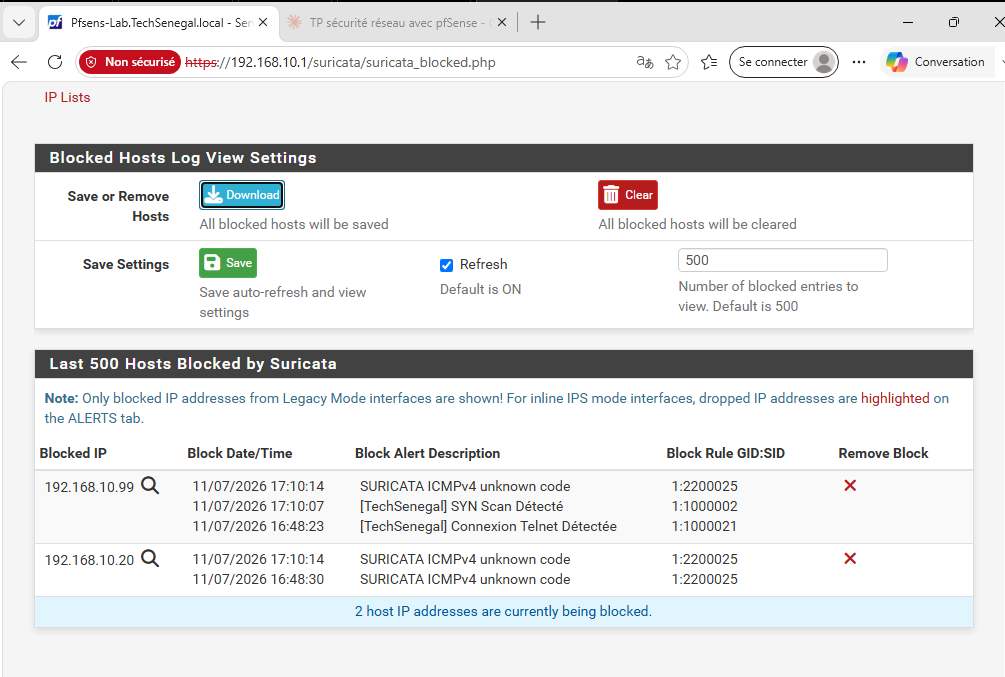 Pfsens-Lab.TechSenegal.local - Ser
TP sécurité réseau avec pfSense -
Non sécurisé https://192.168.10.1/suricata/suricata_blocked.php
Se connecter
Conversation
IP Lists
Blocked Hosts Log View Settings
Save or Remove Hosts
Download
All blocked hosts will be saved
Clear
All blocked hosts will be cleared
Save Settings
Save
Save auto-refresh and view settings
Refresh
Default is ON
500
Number of blocked entries to
view. Default is 500
Last 500 Hosts Blocked by Suricata
Note: Only blocked IP addresses from Legacy Mode interfaces are shown! For inline IPS mode interfaces, dropped IP addresses are highlighted on
the ALERTS tab.
Blocked IP Block Date/Time Block Alert Description Block Rule GID:SID Remove Block
192.168.10.99 11/07/2026 17:10:14 SURICATA ICMPv4 unknown code 1:2200025
11/07/2026 17:10:07 [TechSenegal] SYN Scan Détecté 1:1000002
11/07/2026 16:48:23 [TechSenegal] Connexion Telnet Détectée 1:1000021
192.168.10.20 11/07/2026 17:10:14 SURICATA ICMPv4 unknown code 1:2200025
11/07/2026 16:48:30 SURICATA ICMPv4 unknown code 1:2200025
2 host IP addresses are currently being blocked.